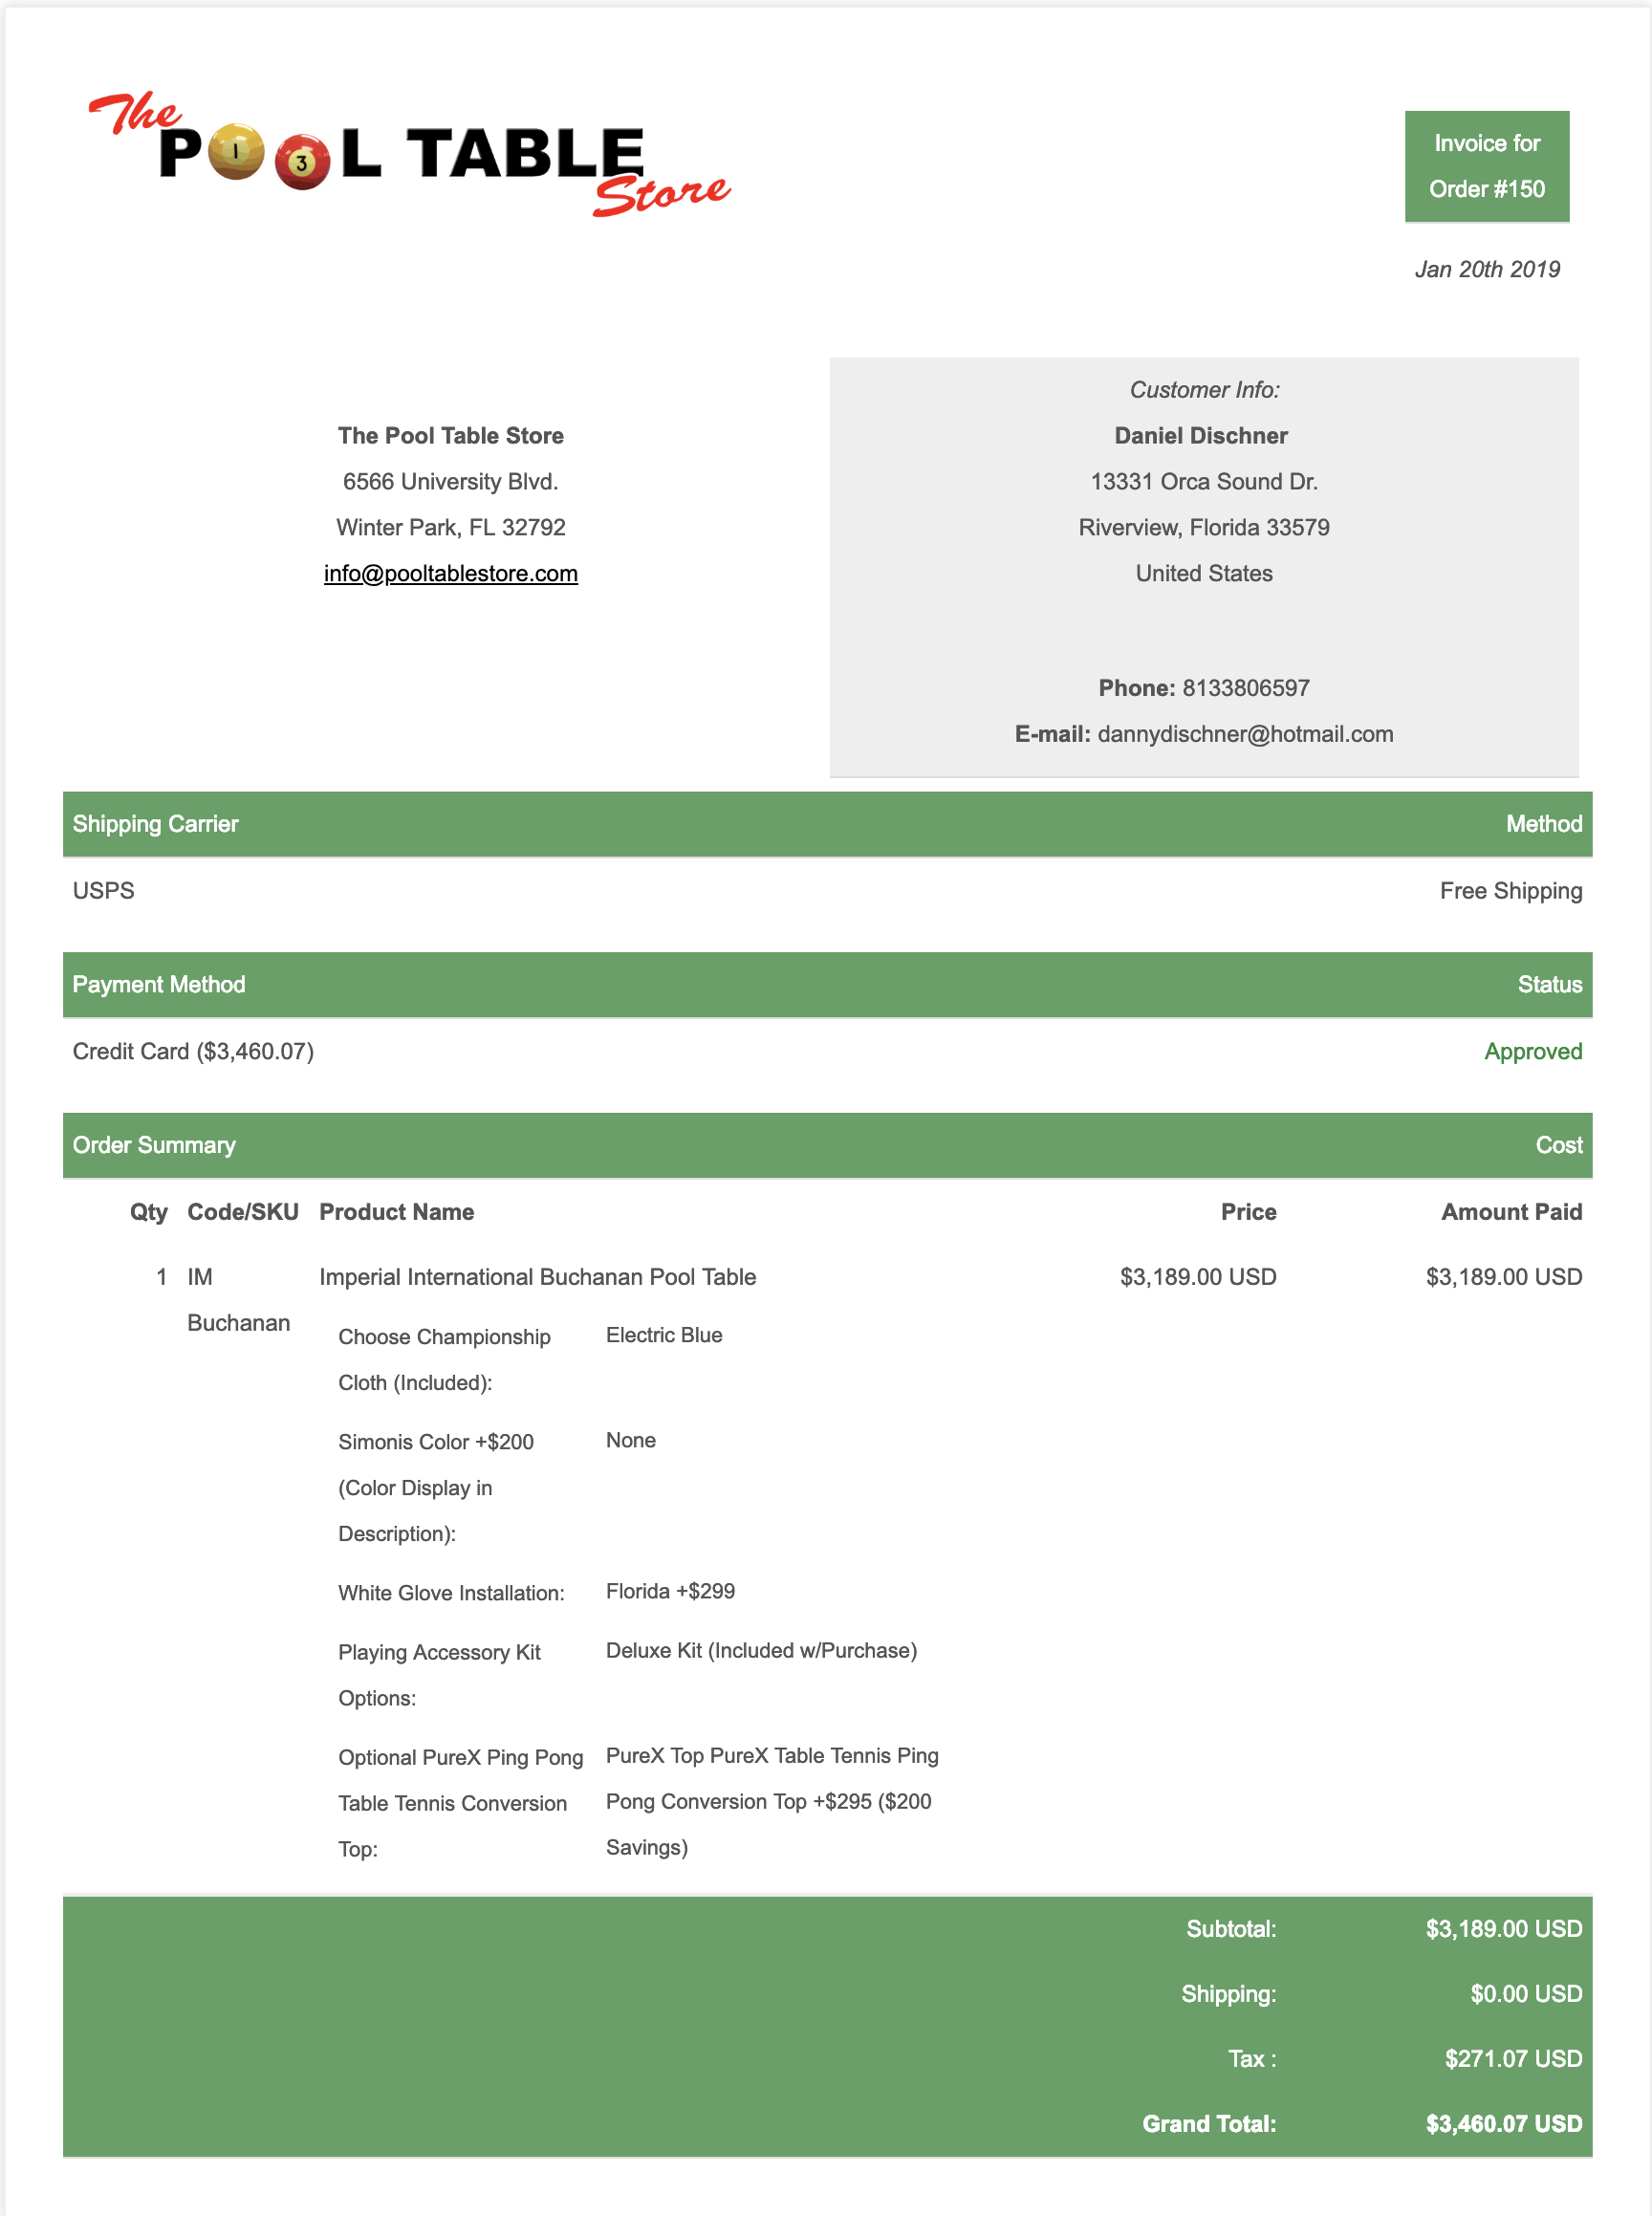 The
POOL TABLE
Store
1
3
Invoice for
Order #150
Jan 20th 2019
The Pool Table Store
6566 University Blvd.
Winter Park, FL 32792
info@pooltablestore.com
Customer Info:
Daniel Dischner
13331 Orca Sound Dr.
Riverview, Florida 33579
United States
Phone: 8133806597
E-mail: dannydischner@hotmail.com
Shipping Carrier Method
USPS Free Shipping
Payment Method Status
Credit Card ($3,460.07) Approved
Order Summary Cost
Qty Code/SKU Product Name Price Amount Paid
1 IM Imperial International Buchanan Pool Table $3,189.00 USD $3,189.00 USD
Buchanan
Choose Championship Electric Blue
Cloth (Included):
Simonis Color +$200 None
(Color Display in
Description):
White Glove Installation: Florida +$299
Playing Accessory Kit Deluxe Kit (Included w/Purchase)
Options:
Optional PureX Ping Pong PureX Top PureX Table Tennis Ping
Table Tennis Conversion Pong Conversion Top +$295 ($200
Top: Savings)
Subtotal: $3,189.00 USD
Shipping: $0.00 USD
Tax : $271.07 USD
Grand Total: $3,460.07 USD